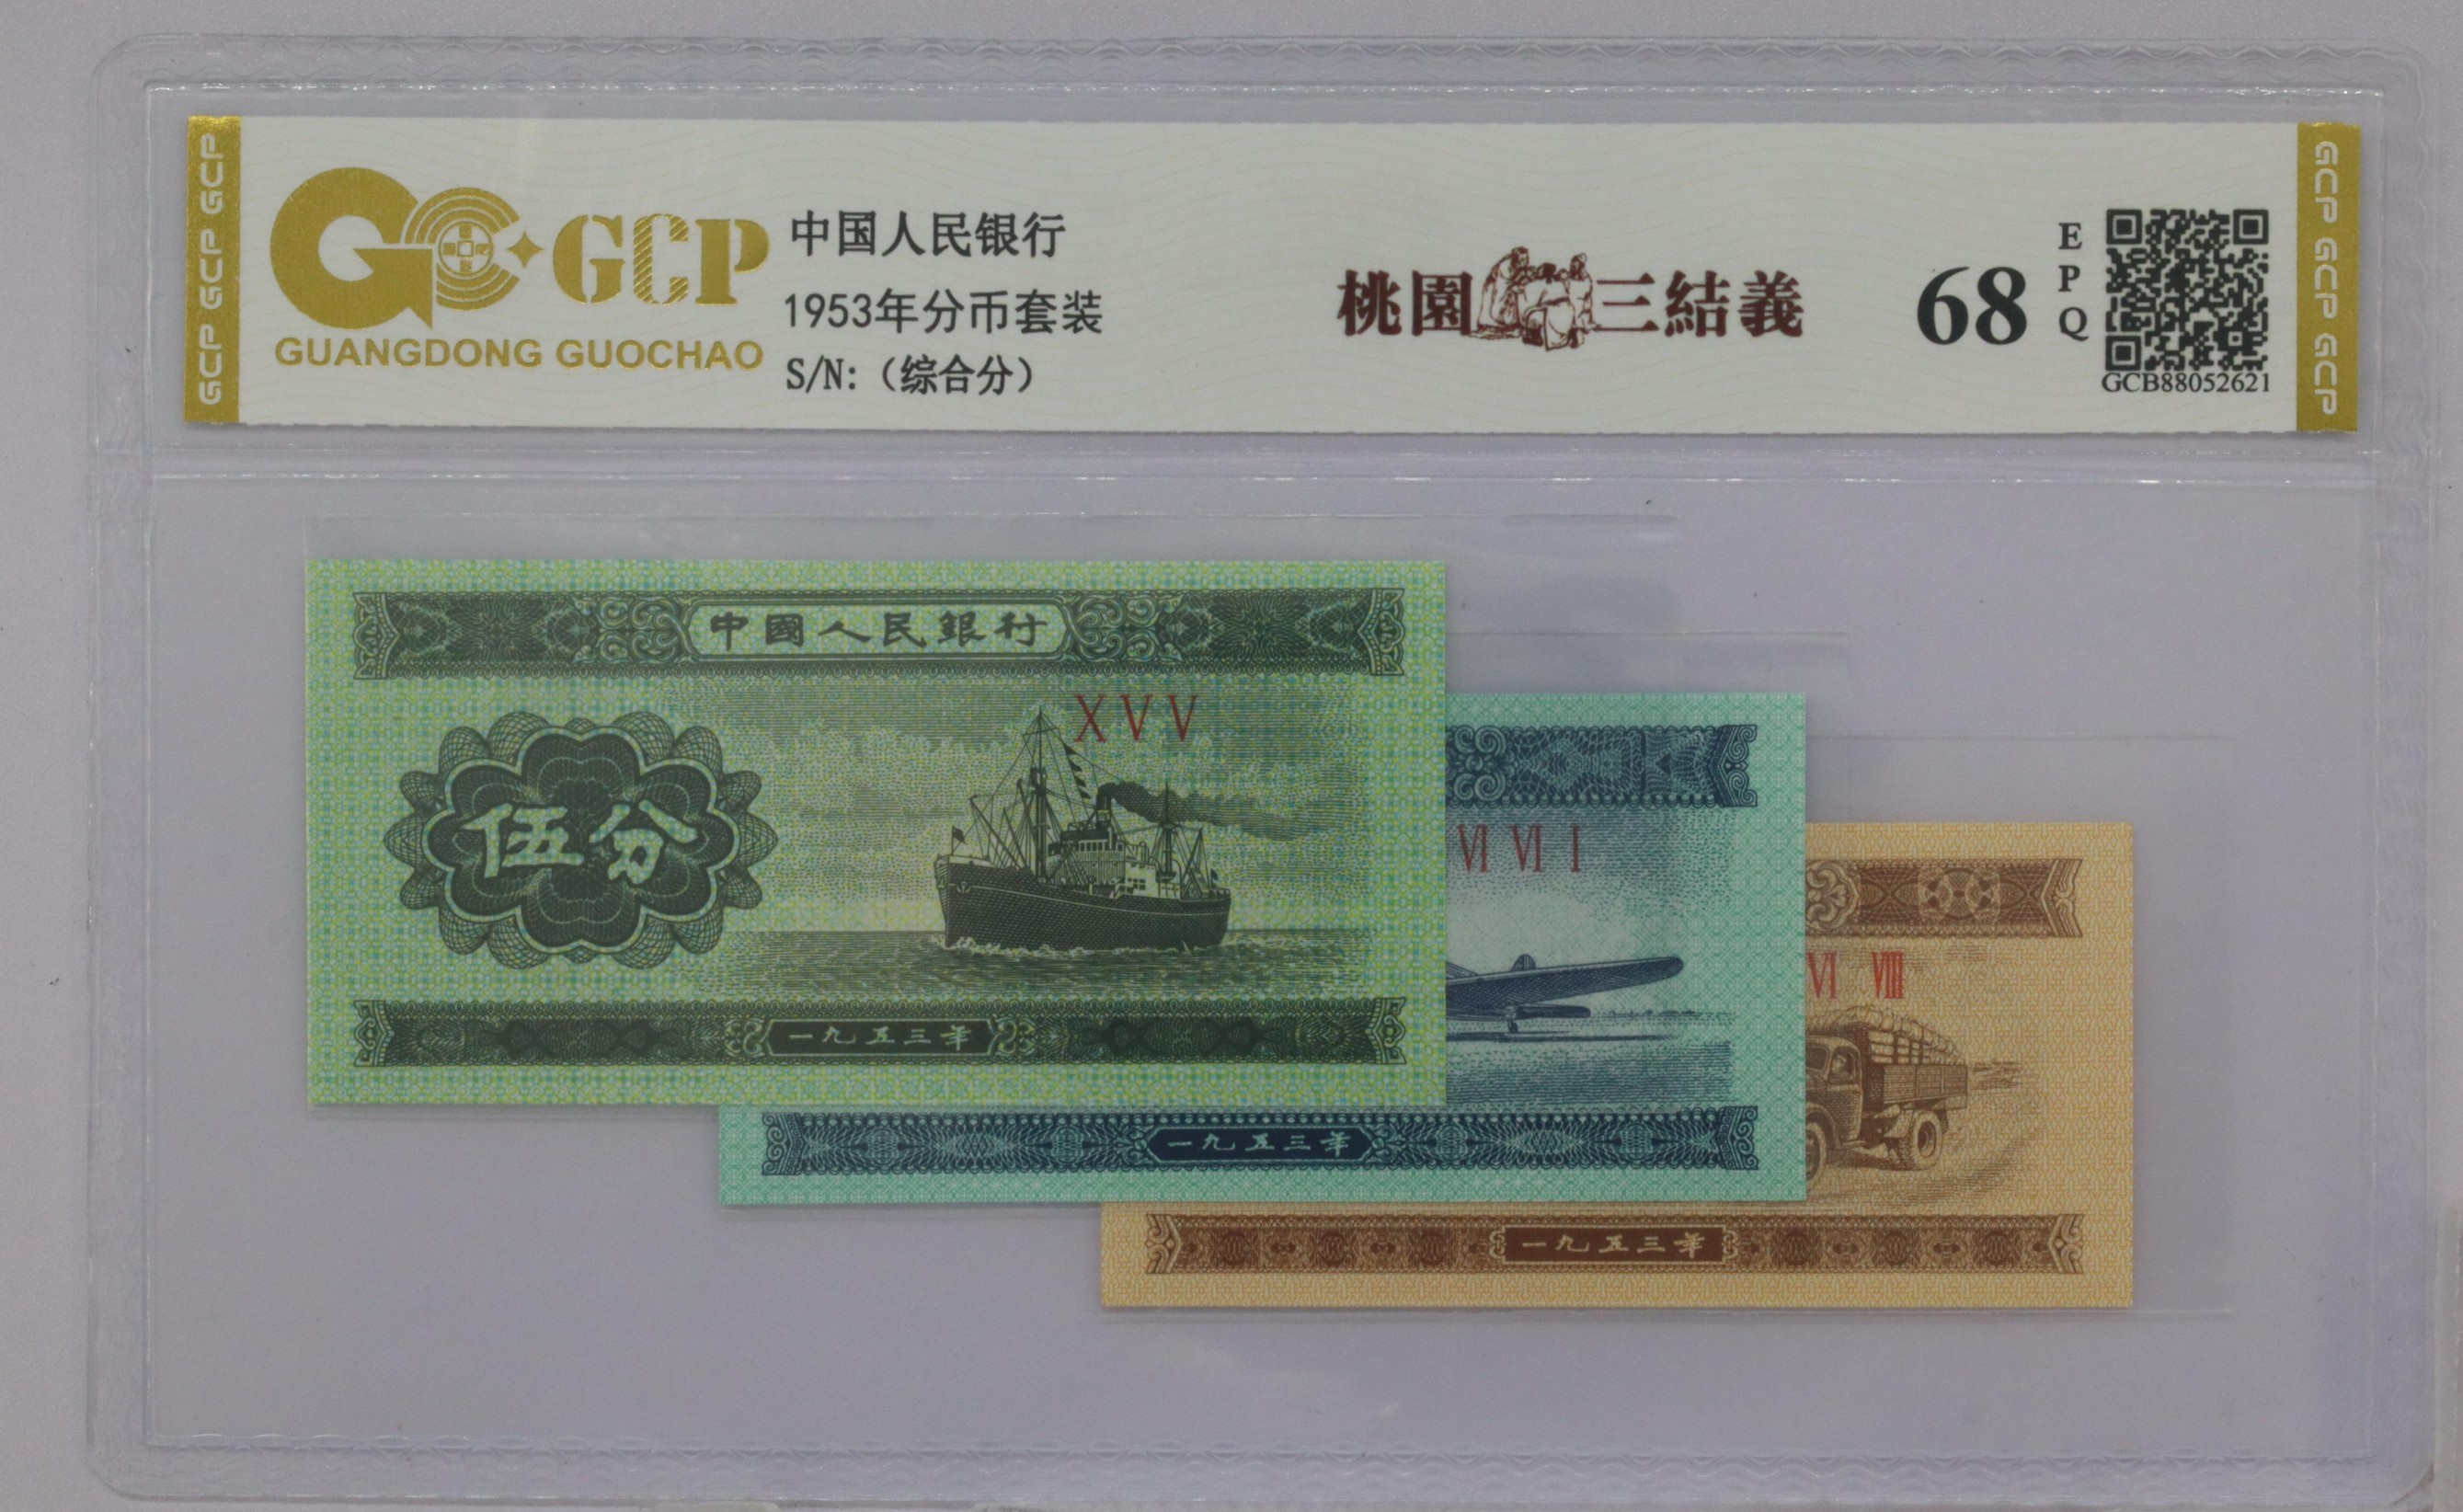 GCP GCP GCP
GCP
GUANGDONG GUOCHAO
中国人民银行
1953年分币套装
S/N:（综合分）
桃園三結義
68
EPQ
GCB88052621
GCP GCP GCP
中國人民銀行
X V V
伍分
一九五三年
VI VI I
一九五三年
VI VIII
一九五三年